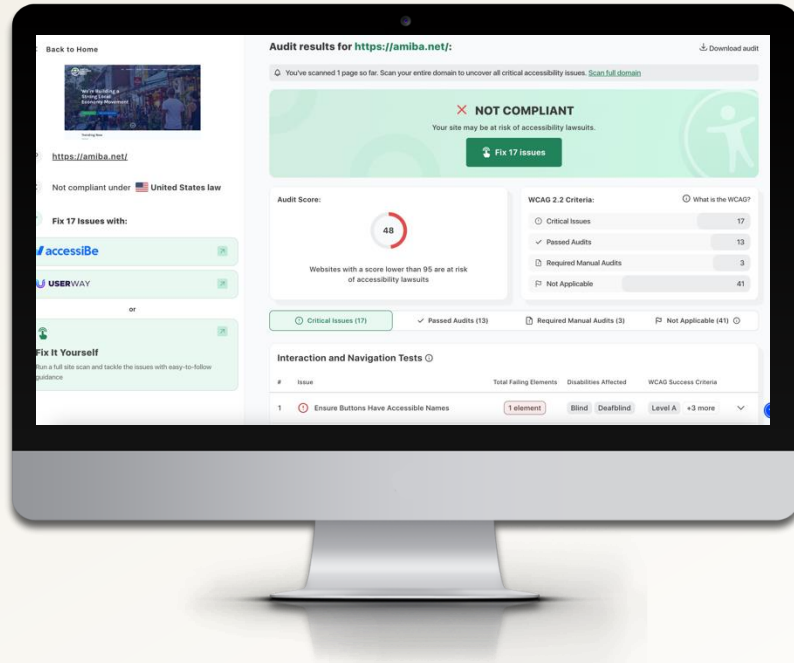 Back to Home
We're Building a
Strong Local
Economy Movement
https://amiba.net/
Not compliant under United States law
Fix 17 Issues with:
accessiBe
USERWAY
or
Fix It Yourself
Run a full site scan and tackle the issues with easy-to-follow
guidance
Audit results for https://amiba.net/:
Download audit
You've scanned 1 page so far. Scan your entire domain to uncover all critical accessibility issues. Scan full domain
NOT COMPLIANT
Your site may be at risk of accessibility lawsuits.
Fix 17 issues
Audit Score:
48
Websites with a score lower than 95 are at risk
of accessibility lawsuits
WCAG 2.2 Criteria:
What is the WCAG?
Critical Issues 17
Passed Audits 13
Required Manual Audits 3
Not Applicable 41
Critical Issues (17) Passed Audits (13) Required Manual Audits (3) Not Applicable (41)
Interaction and Navigation Tests
# Issue Total Failing Elements Disabilities Affected WCAG Success Criteria
1 Ensure Buttons Have Accessible Names 1 element Blind Deafblind Level A +3 more